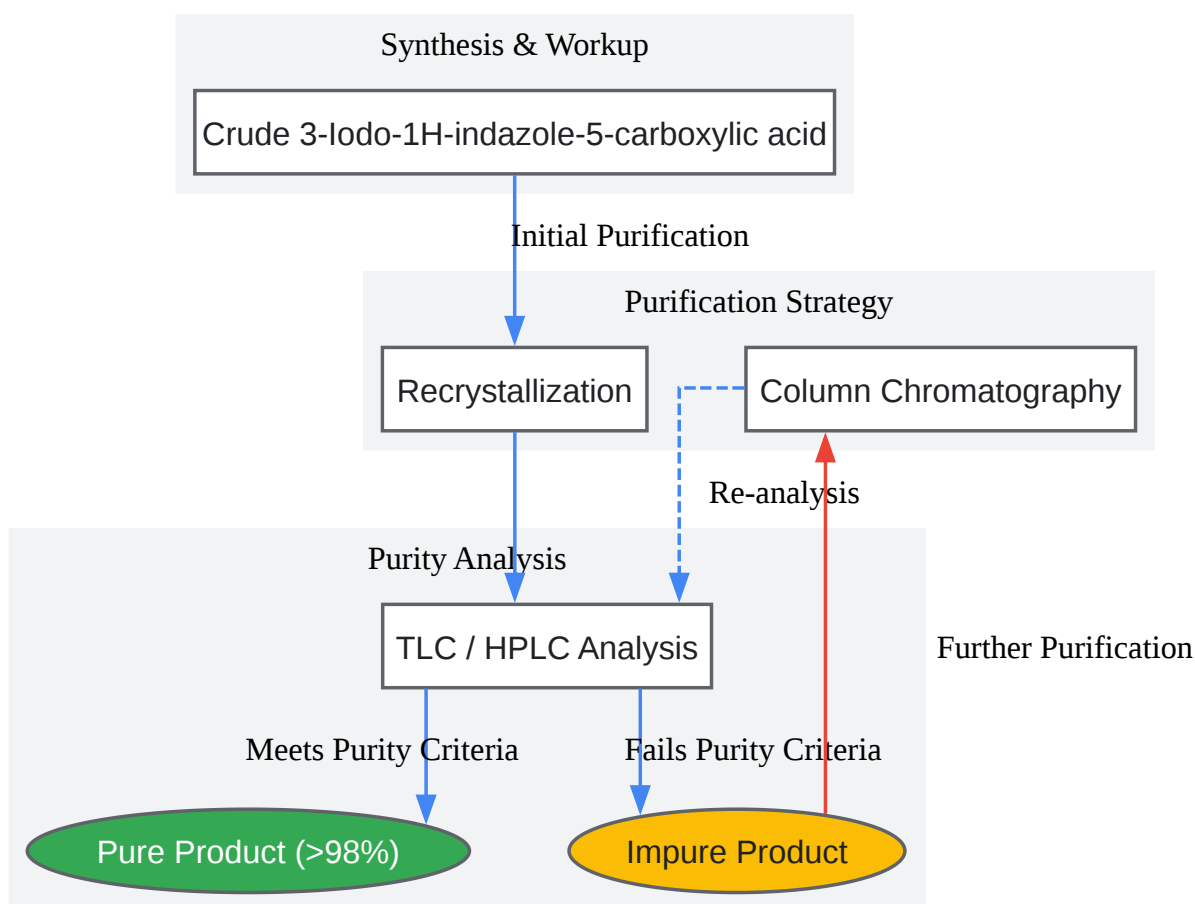 Synthesis & Workup
Crude 3-Iodo-1H-indazole-5-carboxylic acid
Initial Purification
Purification Strategy
Recrystallization
Column Chromatography
Re-analysis
Purity Analysis
TLC / HPLC Analysis
Further Purification
Meets Purity Criteria
Fails Purity Criteria
Pure Product (>98%)
Impure Product